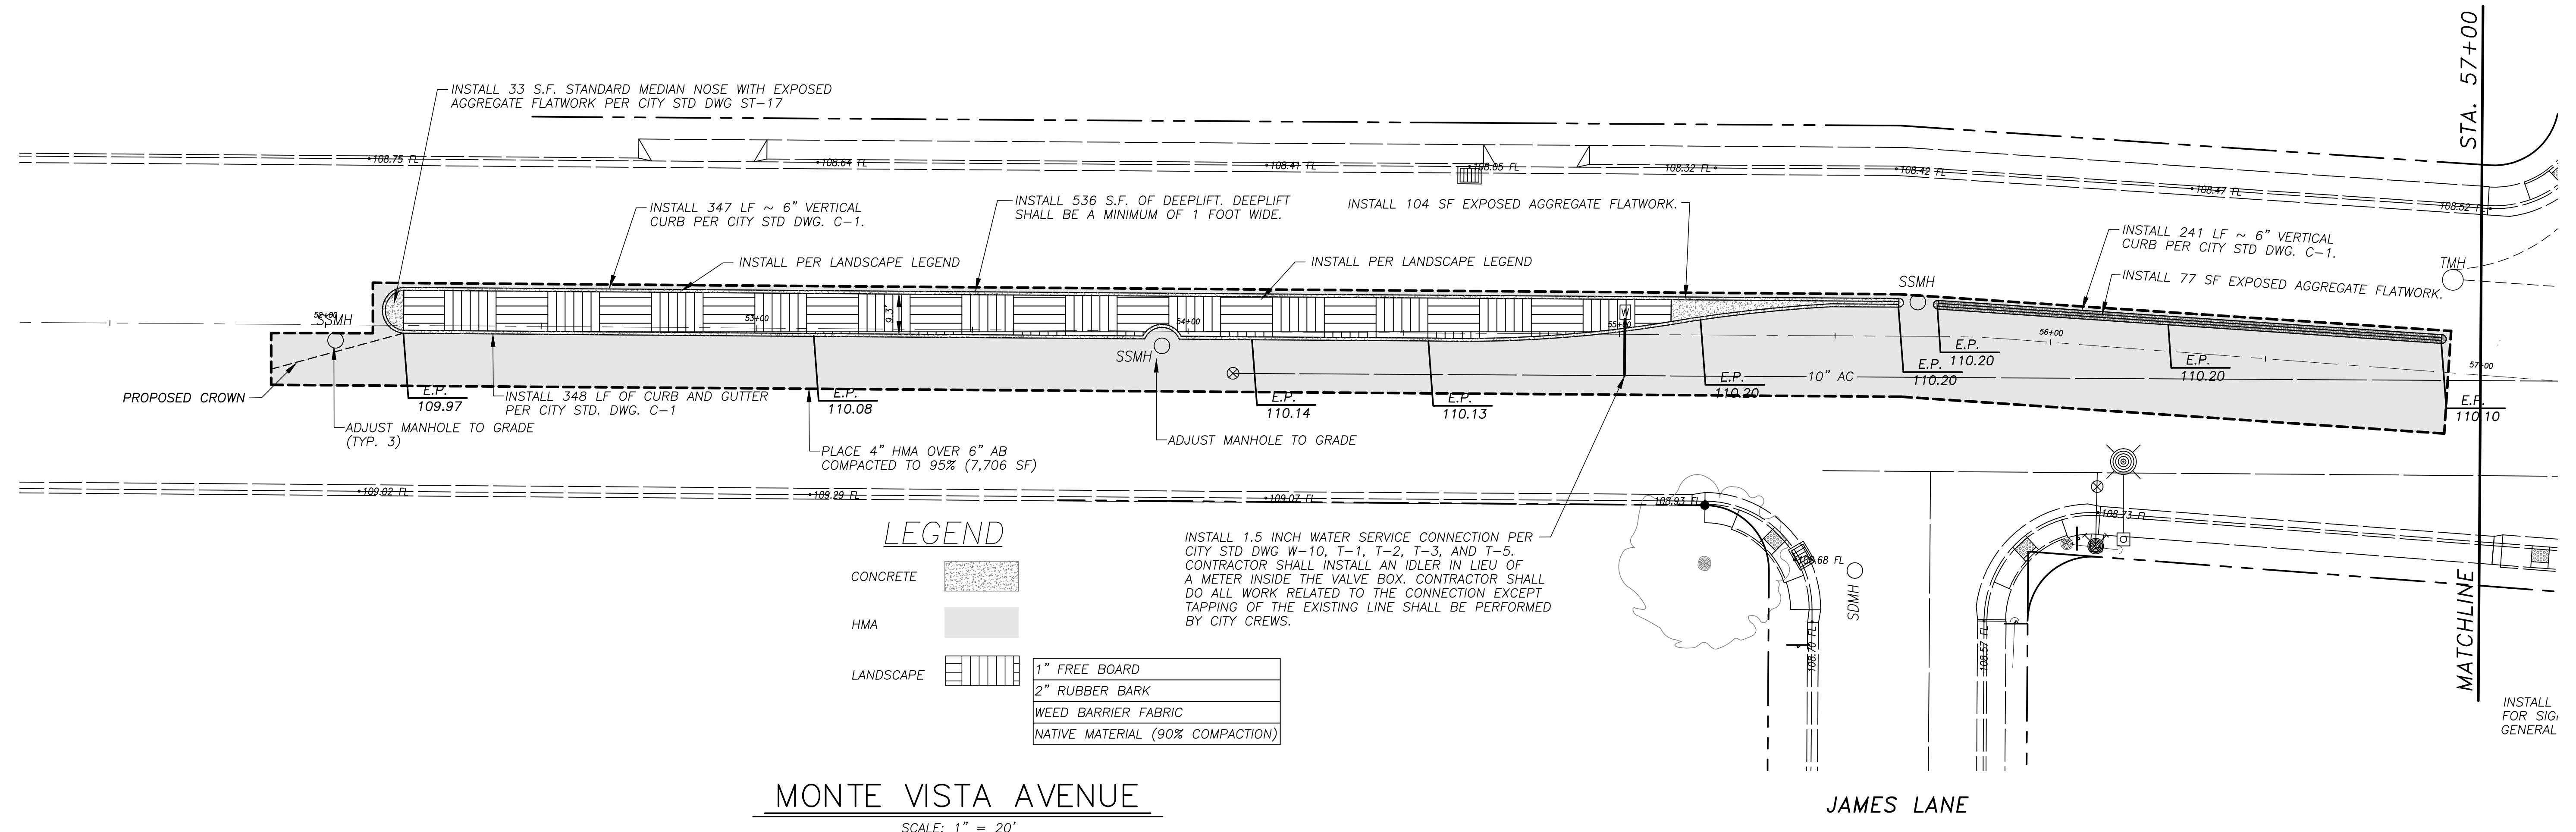 STA. 57+00
INSTALL 33 S.F. STANDARD MEDIAN NOSE WITH EXPOSED
AGGREGATE FLATWORK PER CITY STD DWG ST-17
108.75 FL
108.64 FL
108.41 FL
108.05 FL
108.32 FL
108.42 FL
108.47 FL
108.52 FL
INSTALL 347 LF ~ 6" VERTICAL
CURB PER CITY STD DWG. C-1.
INSTALL 536 S.F. OF DEEPLIFT. DEEPLIFT
SHALL BE A MINIMUM OF 1 FOOT WIDE.
INSTALL 104 SF EXPOSED AGGREGATE FLATWORK.
INSTALL 241 LF ~ 6" VERTICAL
CURB PER CITY STD DWG. C-1.
INSTALL PER LANDSCAPE LEGEND
INSTALL PER LANDSCAPE LEGEND
INSTALL 77 SF EXPOSED AGGREGATE FLATWORK.
SSMH
TMH
52+00
SSMH
53+00
9.3'
54+00
55+00
W
56+00
57+00
SSMH
10" AC
PROPOSED CROWN
E.P.
109.97
E.P.
110.08
E.P.
110.14
E.P.
110.13
E.P.
110.20
E.P.
110.20
E.P.
110.20
E.P.
110.20
E.P.
110.10
INSTALL 348 LF OF CURB AND GUTTER
PER CITY STD. DWG. C-1
ADJUST MANHOLE TO GRADE
(TYP. 3)
ADJUST MANHOLE TO GRADE
PLACE 4" HMA OVER 6" AB
COMPACTED TO 95% (7,706 SF)
109.02 FL
109.29 FL
109.07 FL
108.93 FL
108.73 FL
108.68 FL
108.70 FL
108.57 FL
SDMH
INSTALL 1.5 INCH WATER SERVICE CONNECTION PER
CITY STD DWG W-10, T-1, T-2, T-3, AND T-5.
CONTRACTOR SHALL INSTALL AN IDLER IN LIEU OF
A METER INSIDE THE VALVE BOX. CONTRACTOR SHALL
DO ALL WORK RELATED TO THE CONNECTION EXCEPT
TAPPING OF THE EXISTING LINE SHALL BE PERFORMED
BY CITY CREWS.
LEGEND
CONCRETE
HMA
LANDSCAPE
1" FREE BOARD
2" RUBBER BARK
WEED BARRIER FABRIC
NATIVE MATERIAL (90% COMPACTION)
MATCHLINE
INSTALL
FOR SIG
GENERAL
MONTE VISTA AVENUE
SCALE: 1" = 20'
JAMES LANE